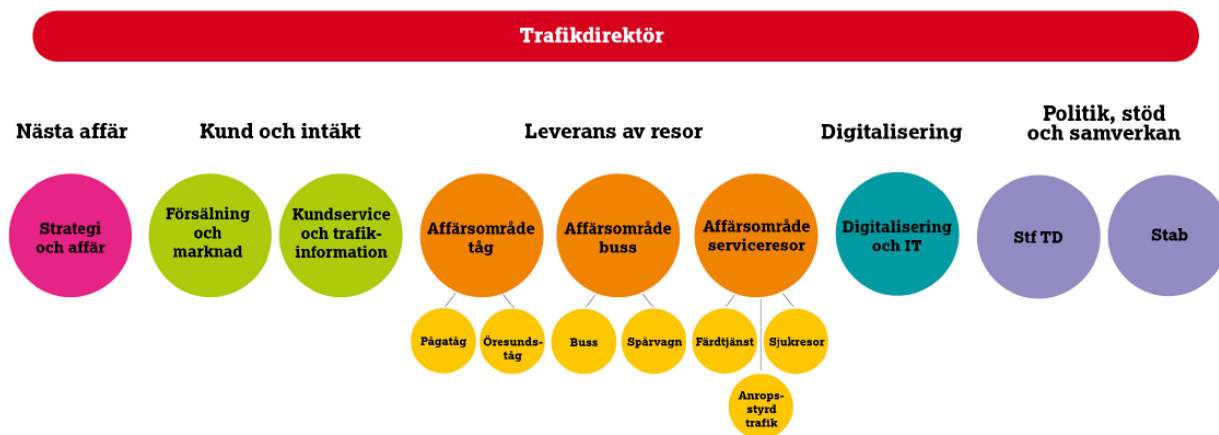 Trafikdirektör
Nästa affär
Kund och intäkt
Leverans av resor
Digitalisering
Politik, stöd
och samverkan
Strategi
och affär
Försälning
och
marknad
Kundservice
och trafik-
information
Affärsområde
tåg
Affärsområde
buss
Affärsområde
serviceresor
Digitalisering
och IT
Stf TD
Stab
Pågatåg
Öresunds-
tåg
Buss
Spårvagn
Färdtjänst
Sjukresor
Anrops-
styrd
trafik